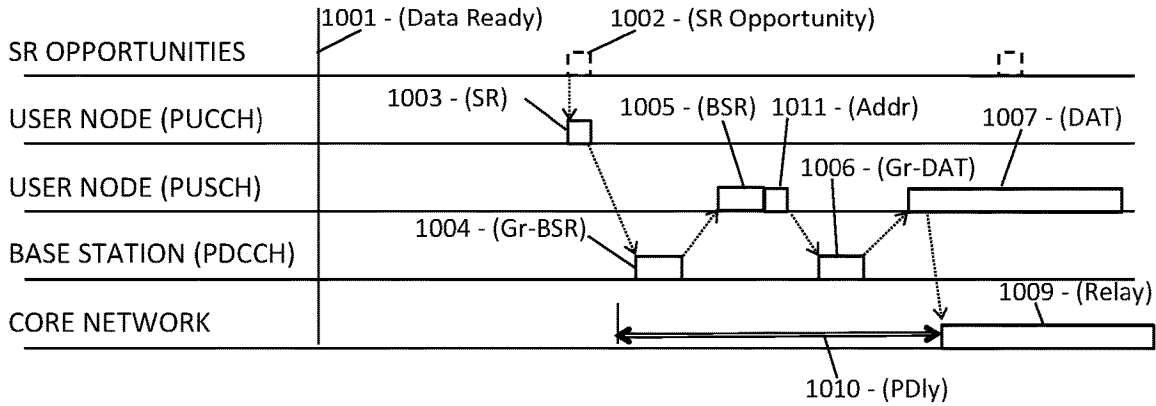 1001 - (Data Ready)
1002 - (SR Opportunity)
SR OPPORTUNITIES
1003 - (SR)
1005 - (BSR)
1011 - (Addr)
1007 - (DAT)
USER NODE (PUCCH)
1006 - (Gr-DAT)
USER NODE (PUSCH)
1004 - (Gr-BSR)
BASE STATION (PDCCH)
1009 - (Relay)
CORE NETWORK
1010 - (PDly)